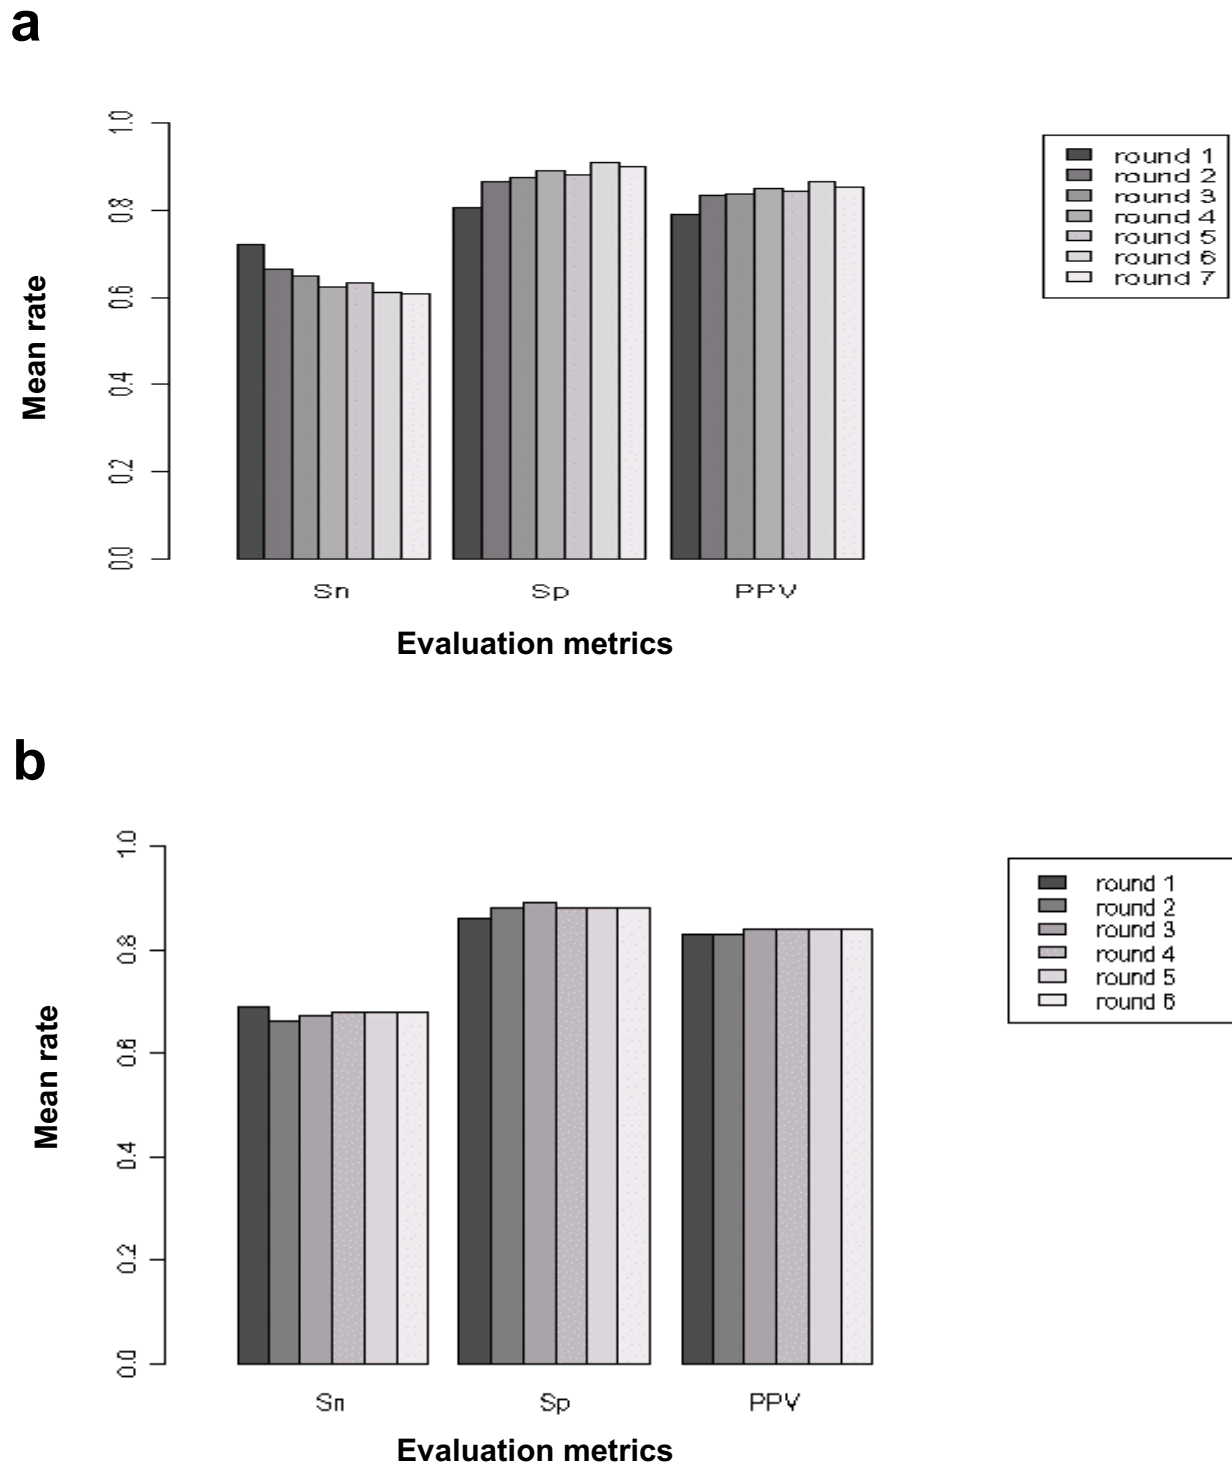 a
1.0
0.8
0.6
0.4
0.2
0.0
Mean rate
Sn Sp PPV
Evaluation metrics
round 1
round 2
round 3
round 4
round 5
round 6
round 7
b
1.0
0.8
0.6
0.4
0.2
0.0
Mean rate
Sn Sp PPV
Evaluation metrics
round 1
round 2
round 3
round 4
round 5
round 6